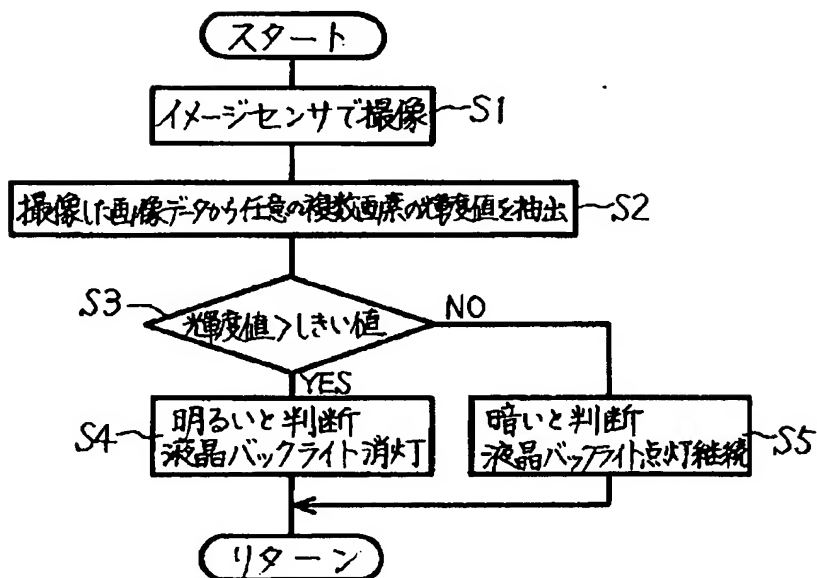 スタート
イメージセンサで撮像 S1
撮像した画像データから任意の複数画素の輝度値を抽出 S2
S3 輝度値>しきい値 NO
YES
S4 明るいと判断
液晶バックライト消灯
暗いと判断
液晶バックライト点灯継続 S5
リターン